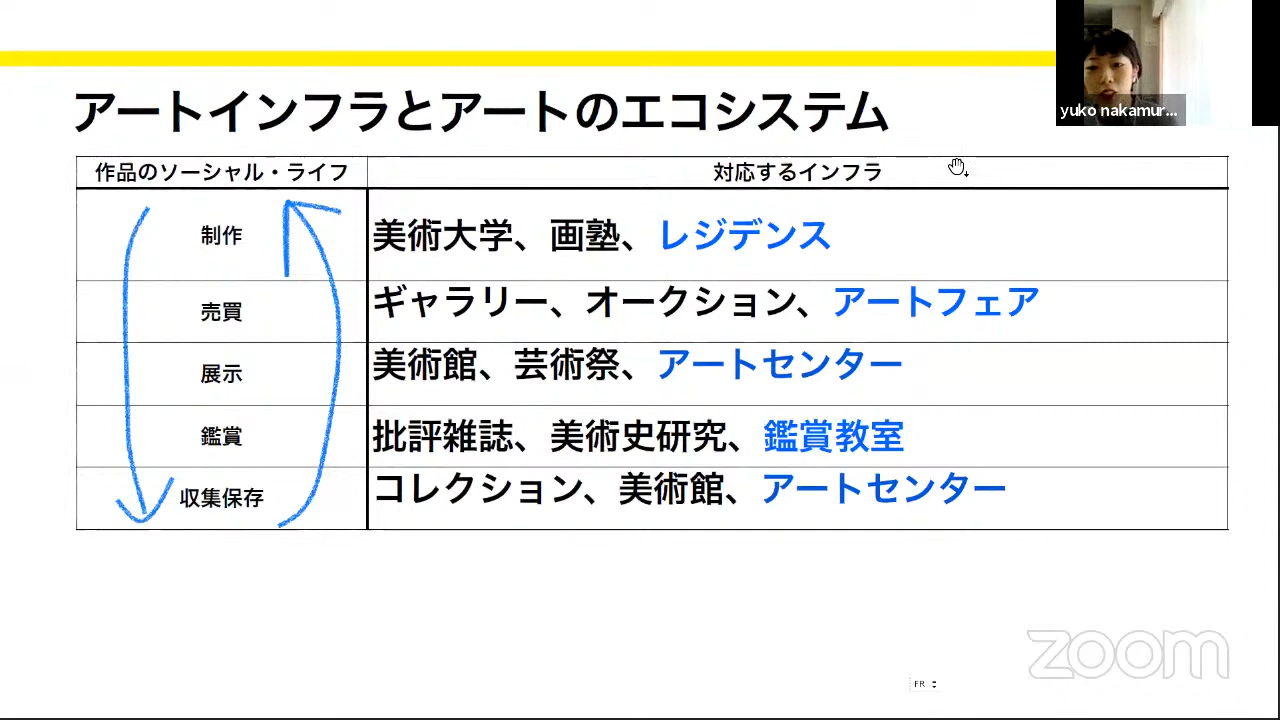 yuko nakamur...
アートインフラとアートのエコシステム
作品のソーシャル・ライフ 対応するインフラ
制作 美術大学、画塾、レジデンス
売買 ギャラリー、オークション、アートフェア
展示 美術館、芸術祭、アートセンター
鑑賞 批評雑誌、美術史研究、鑑賞教室
収集保存 コレクション、美術館、アートセンター
zoom
FR